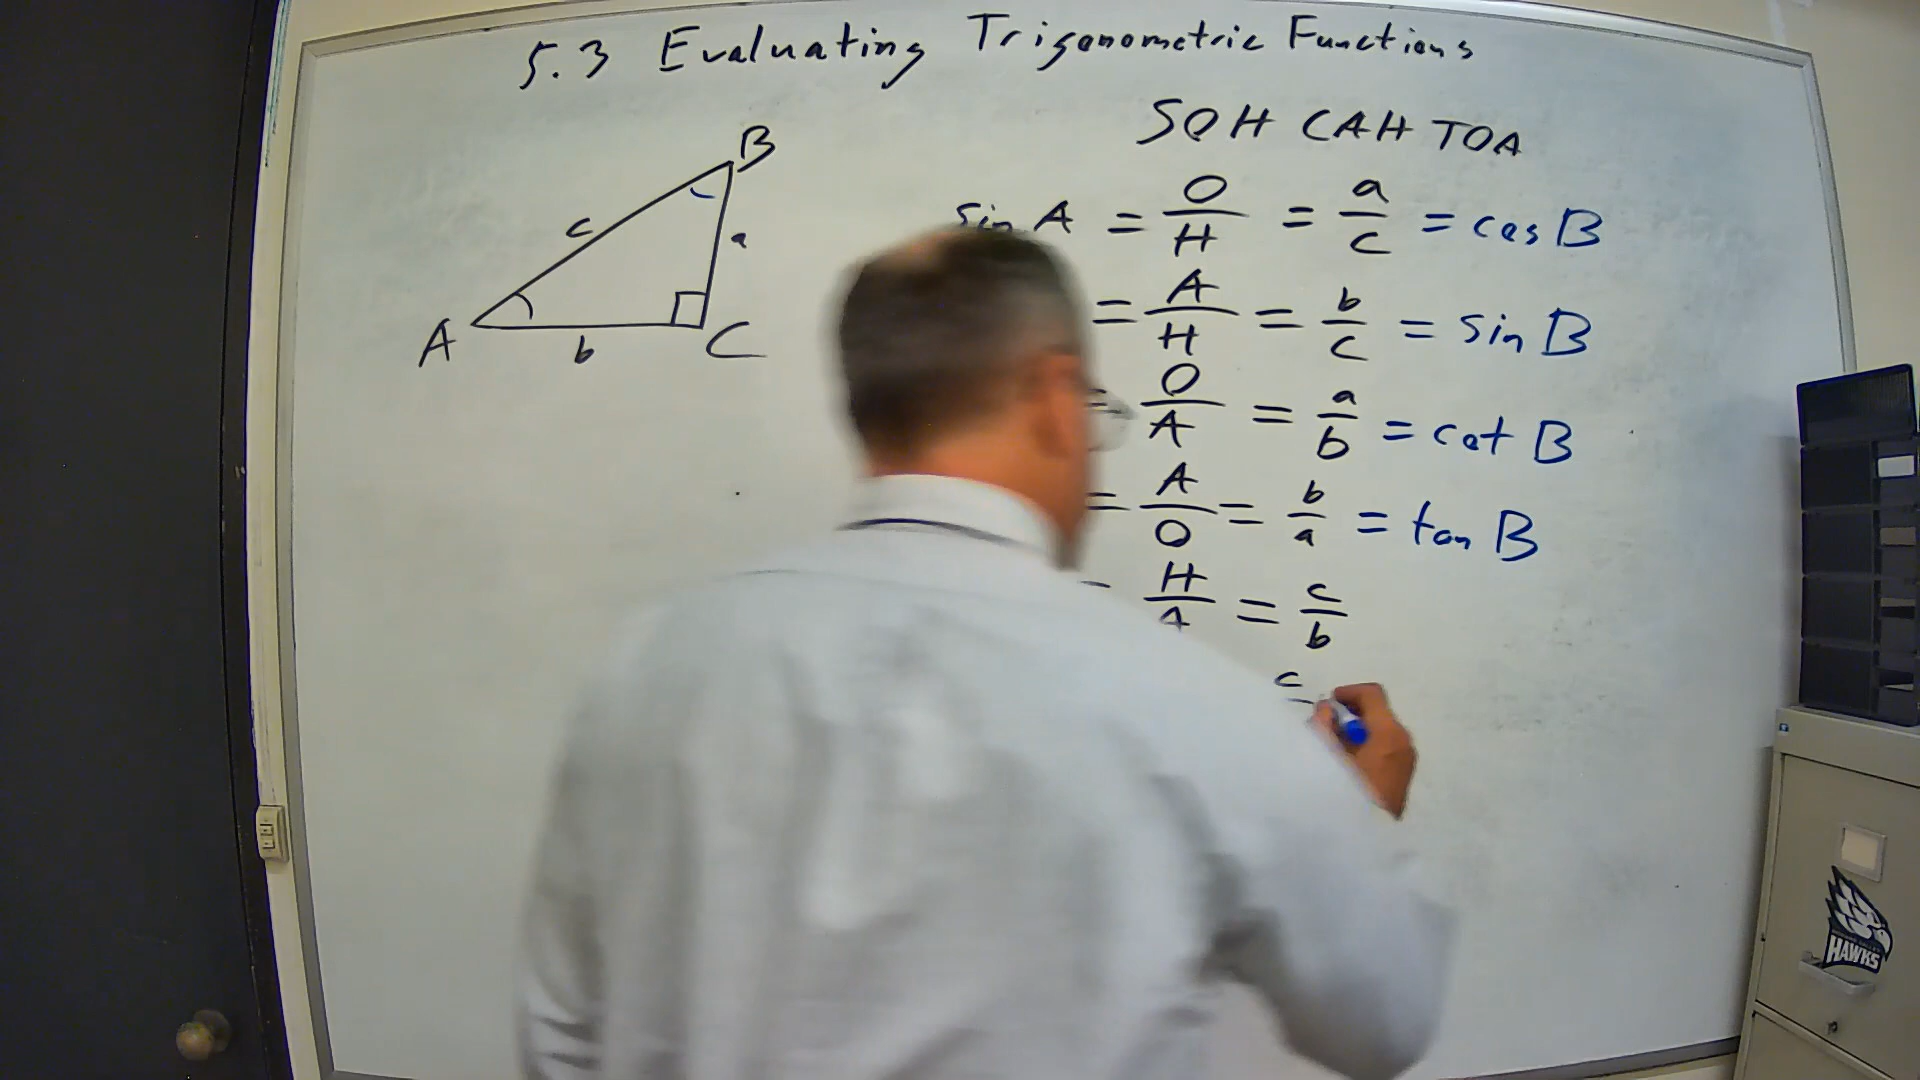 5.3 Evaluating Trigonometric Functions
SOH CAH TOA
B
c
a
A
b
C
sin A = O/H = a/c = cos B
= A/H = b/c = sin B
= O/A = a/b = cot B
= A/O = b/a = tan B
= H/A = c/b
c
HAWKS